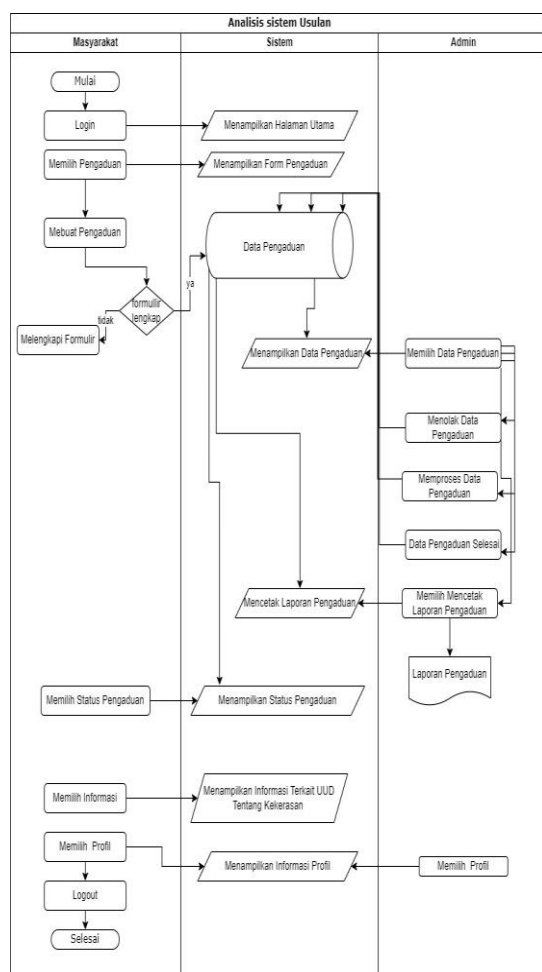 Analisis sistem Usulan
Masyarakat
Sistem
Admin
Mulai
Login
Menampilkan Halaman Utama
Memilih Pengaduan
Menampilkan Form Pengaduan
Mebuat Pengaduan
Data Pengaduan
ya
formulir
lengkap
tidak
Melengkapi Formulir
Menampilkan Data Pengaduan
Memilih Data Pengaduan
Menolak Data
Pengaduan
Memproses Data
Pengaduan
Data Pengaduan Selesai
Mencetak Laporan Pengaduan
Memilih Mencetak
Laporan Pengaduan
Laporan Pengaduan
Memilih Status Pengaduan
Menampilkan Status Pengaduan
Memilih Informasi
Menampilkan Informasi Terkait UUD
Tentang Kekerasan
Memilih Profil
Menampilkan Informasi Profil
Memilih Profil
Logout
Selesai